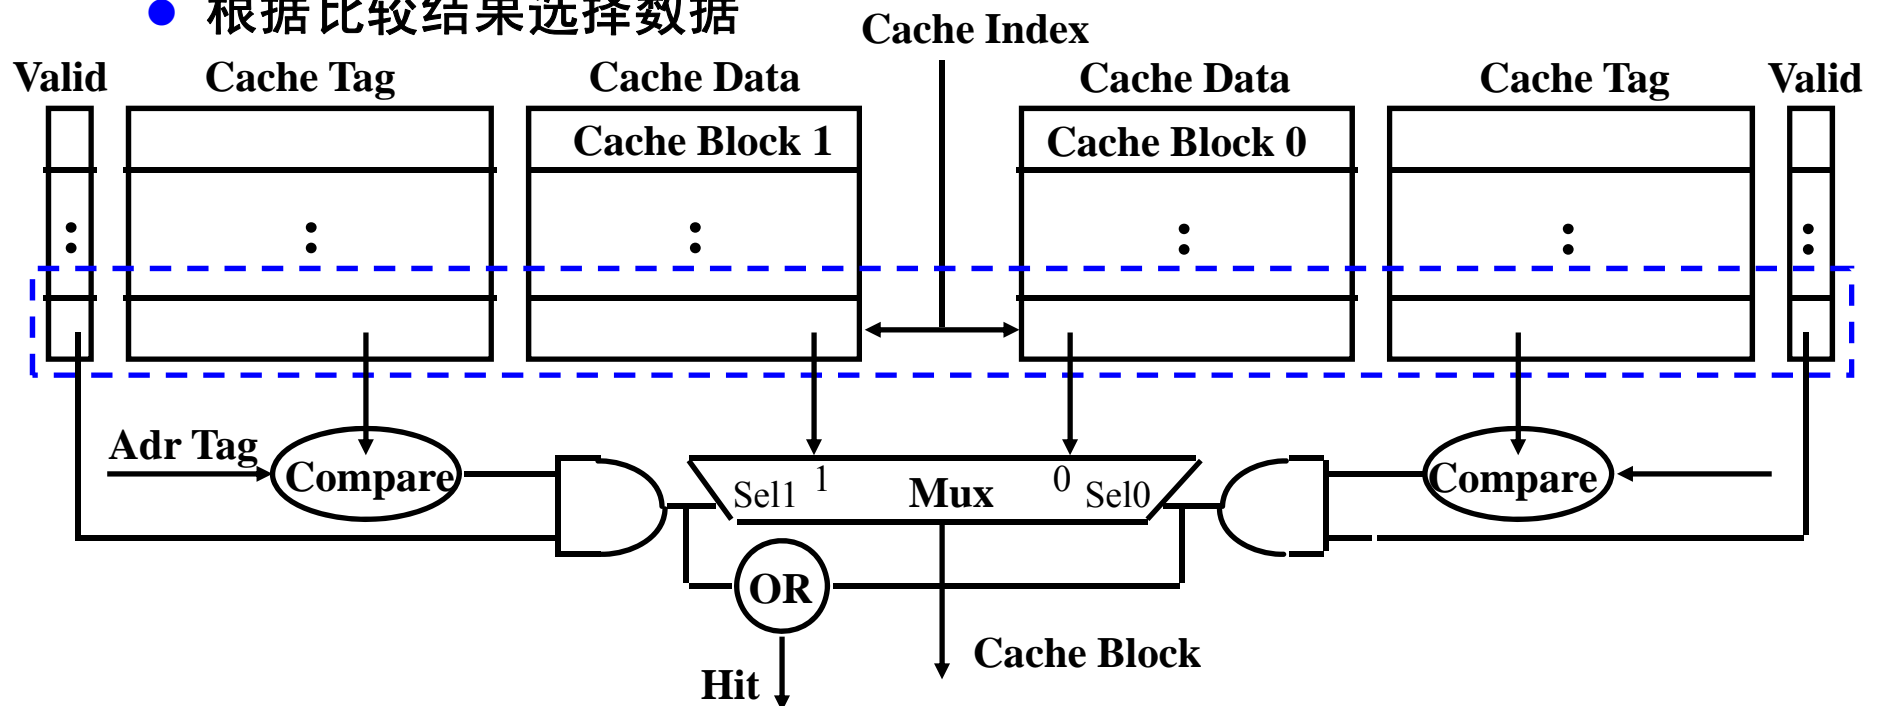 ● 根据比较结果选择数据
Cache Index
Valid Cache Tag Cache Data Cache Data Cache Tag Valid
Cache Block 1 Cache Block 0
: : : : : :
Adr Tag Compare Sel1 1 Mux 0 Sel0 Compare
OR
Cache Block
Hit